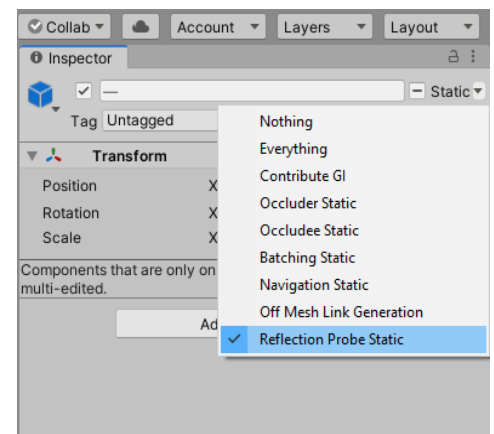 Collab Account Layers Layout
Inspector
—
Static
Tag Untagged
Nothing
Everything
Contribute GI
Occluder Static
Occludee Static
Batching Static
Navigation Static
Off Mesh Link Generation
Reflection Probe Static
Transform
Position X
Rotation X
Scale X
Components that are only on
multi-edited.
Ad